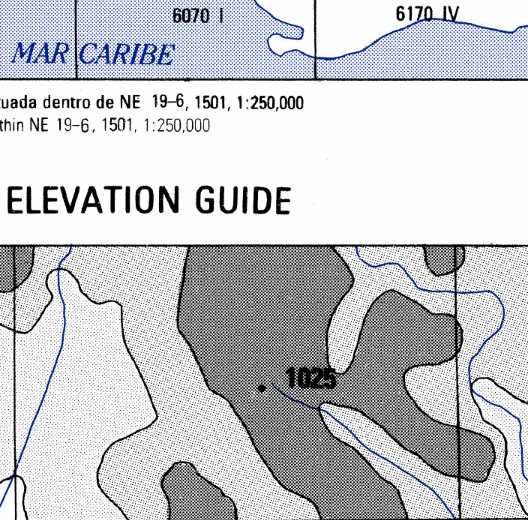 6070 I
6170 IV
MAR CARIBE
uada dentro de NE 19–6, 1501, 1:250,000
thin NE 19–6, 1501, 1:250,000
ELEVATION GUIDE
1025